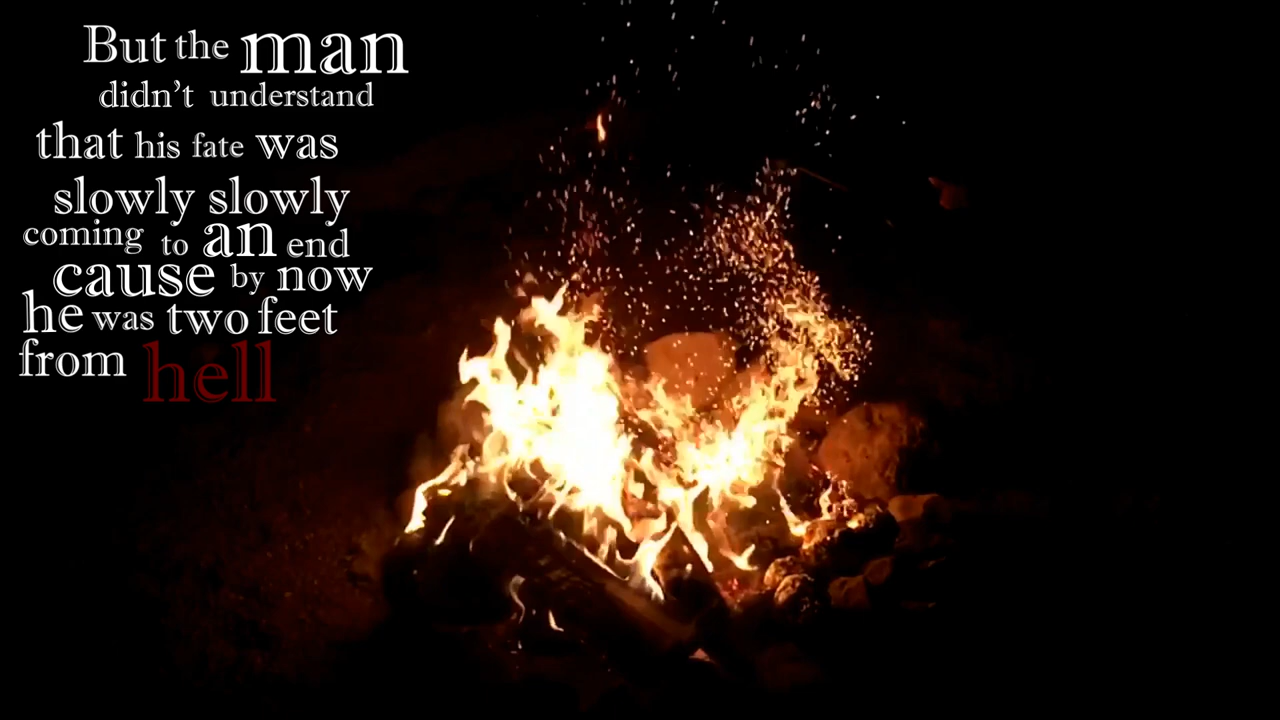 But the man
didn't understand
that his fate was
slowly slowly
coming to an end
cause by now
he was two feet
from hell